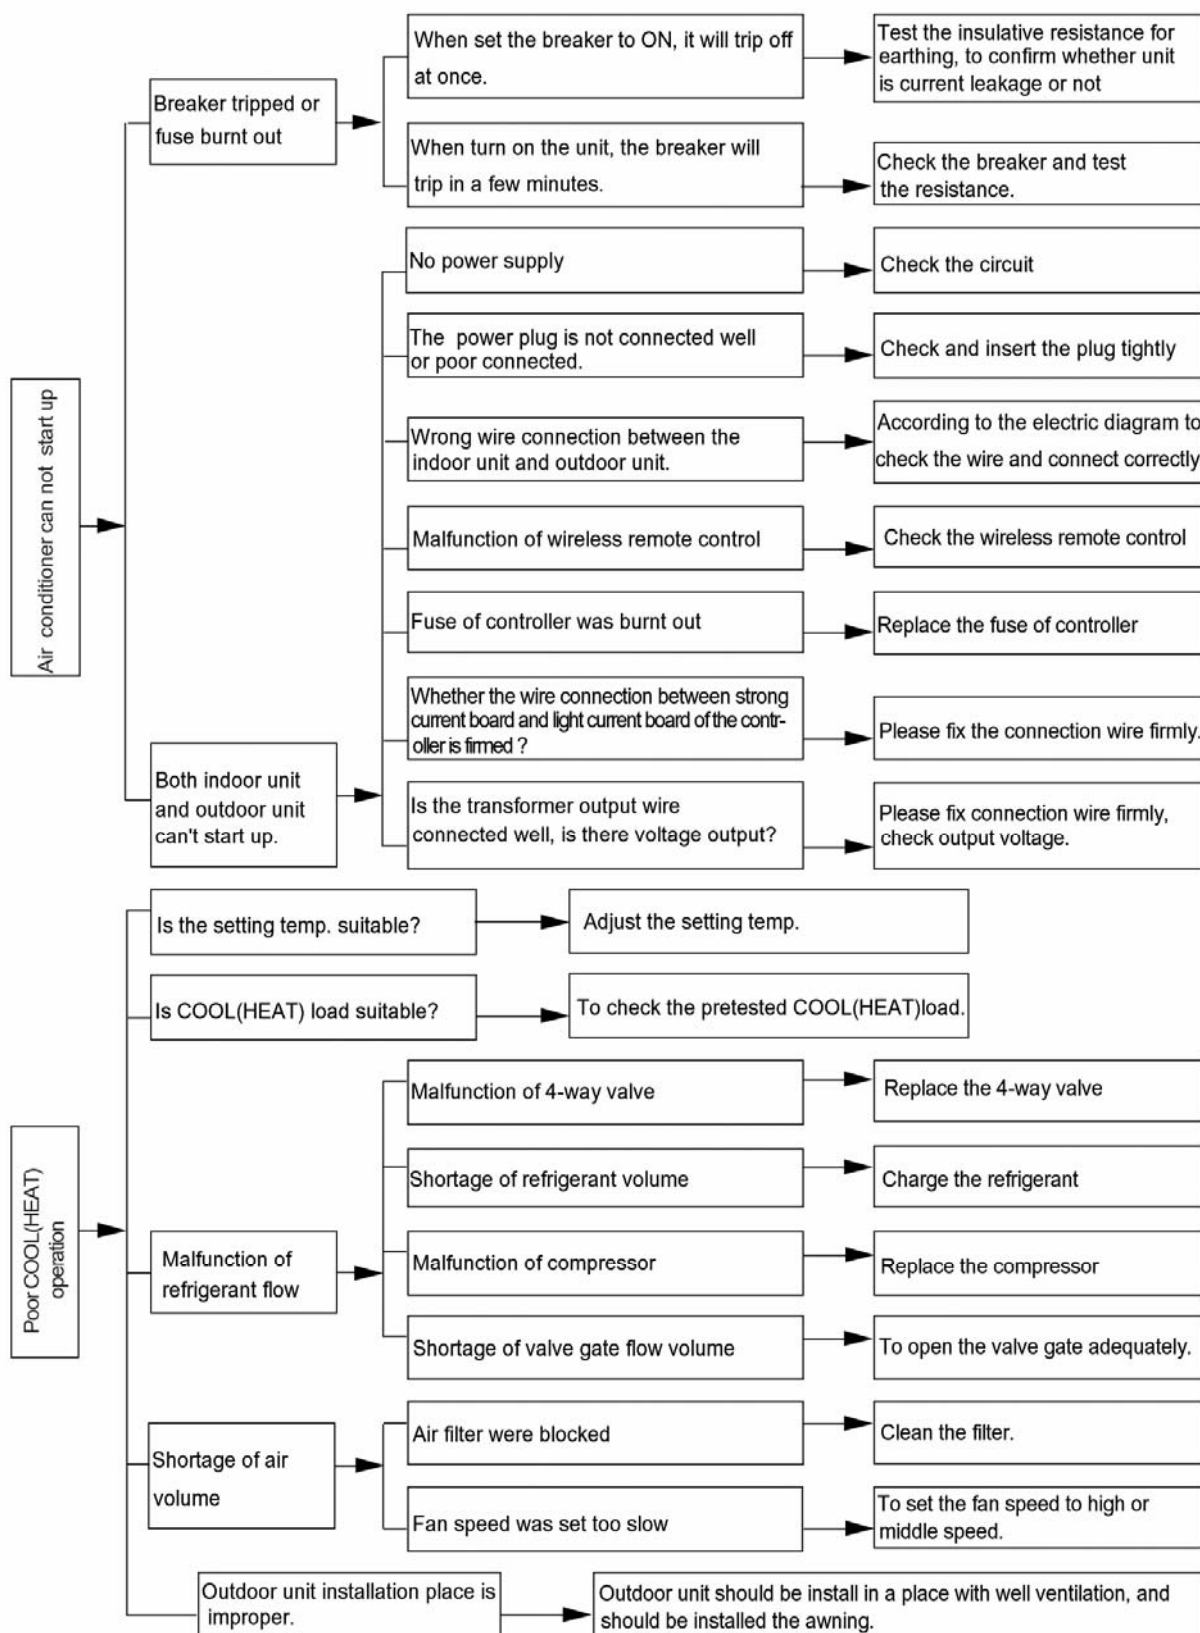 Air conditioner can not start up
Breaker tripped or
fuse burnt out
When set the breaker to ON, it will trip off
at once.
Test the insulative resistance for
earthing, to confirm whether unit
is current leakage or not
When turn on the unit, the breaker will
trip in a few minutes.
Check the breaker and test
the resistance.
Both indoor unit
and outdoor unit
can't start up.
No power supply
Check the circuit
The power plug is not connected well
or poor connected.
Check and insert the plug tightly
Wrong wire connection between the
indoor unit and outdoor unit.
According to the electric diagram to
check the wire and connect correctly
Malfunction of wireless remote control
Check the wireless remote control
Fuse of controller was burnt out
Replace the fuse of controller
Whether the wire connection between strong
current board and light current board of the contr-
oller is firmed ?
Please fix the connection wire firmly.
Is the transformer output wire
connected well, is there voltage output?
Please fix connection wire firmly,
check output voltage.
Poor COOL(HEAT)
operation
Is the setting temp. suitable?
Adjust the setting temp.
Is COOL(HEAT) load suitable?
To check the pretested COOL(HEAT)load.
Malfunction of
refrigerant flow
Malfunction of 4-way valve
Replace the 4-way valve
Shortage of refrigerant volume
Charge the refrigerant
Malfunction of compressor
Replace the compressor
Shortage of valve gate flow volume
To open the valve gate adequately.
Shortage of air
volume
Air filter were blocked
Clean the filter.
Fan speed was set too slow
To set the fan speed to high or
middle speed.
Outdoor unit installation place is
improper.
Outdoor unit should be install in a place with well ventilation, and
should be installed the awning.